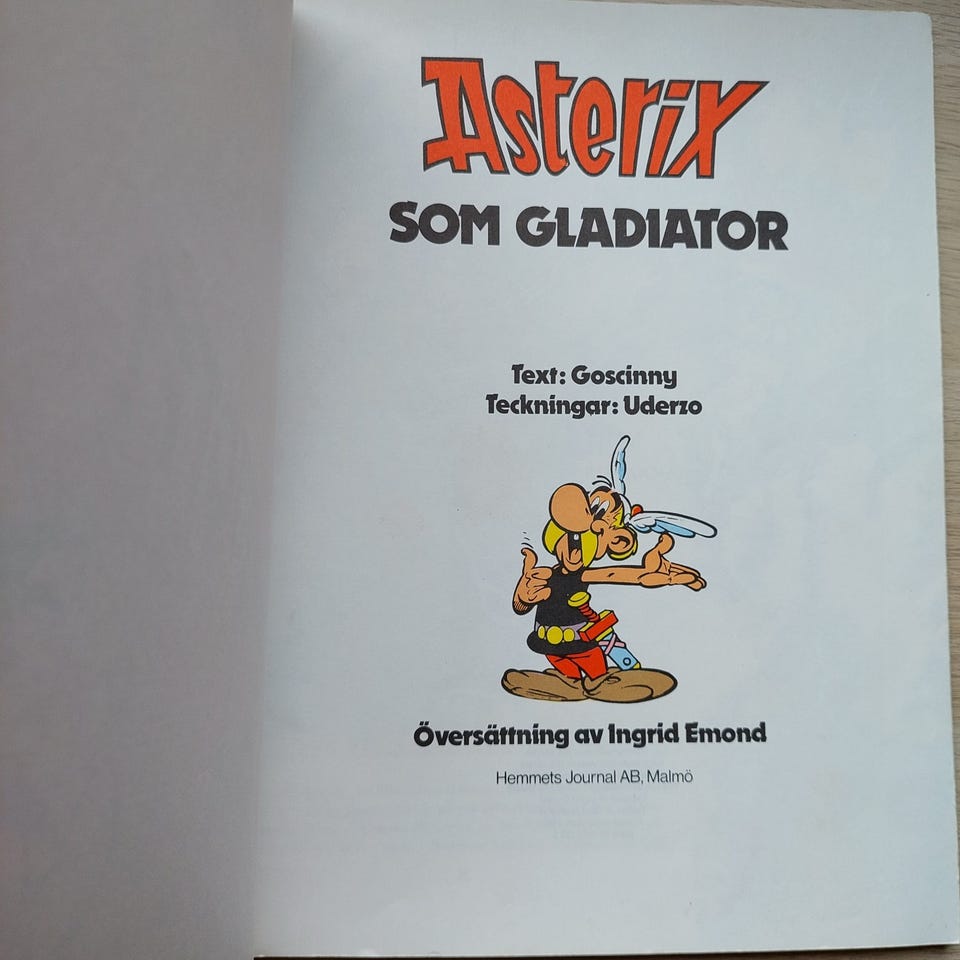 Asterix
SOM GLADIATOR
Text: Goscinny
Teckningar: Uderzo
Översättning av Ingrid Emond
Hemmets Journal AB, Malmö